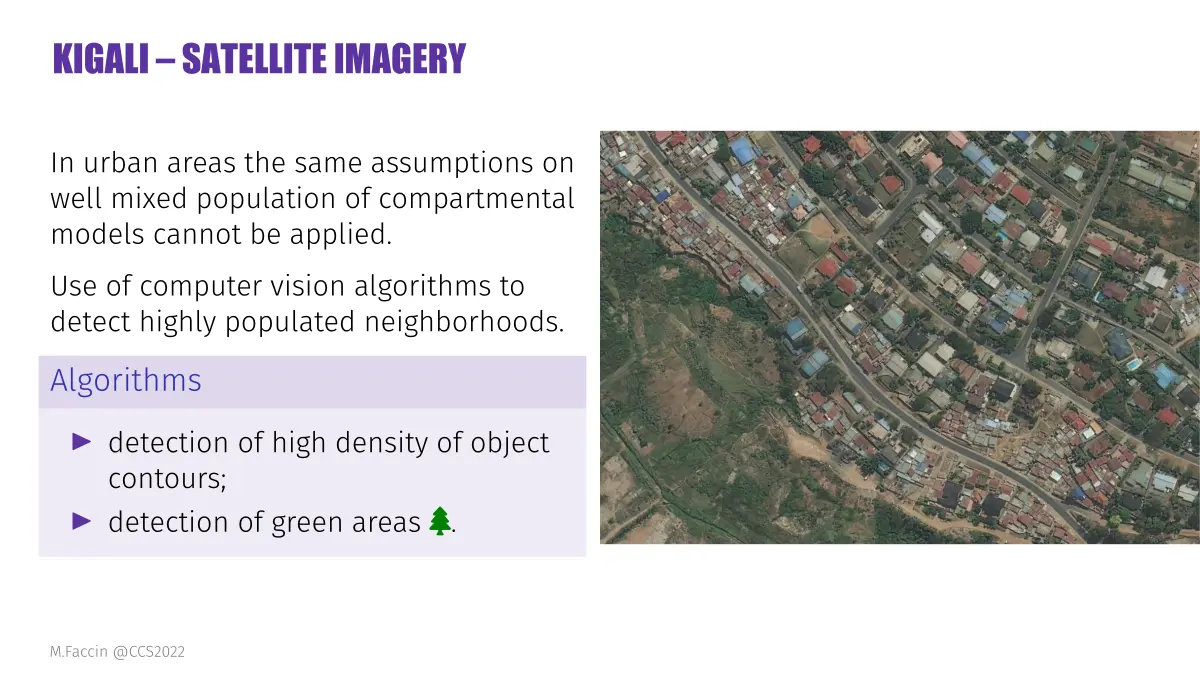 KIGALI – SATELLITE IMAGERY
In urban areas the same assumptions on
well mixed population of compartmental
models cannot be applied.
Use of computer vision algorithms to
detect highly populated neighborhoods.
Algorithms
▶ detection of high density of object
contours;
▶ detection of green areas 🌲.
M.Faccin @CCS2022